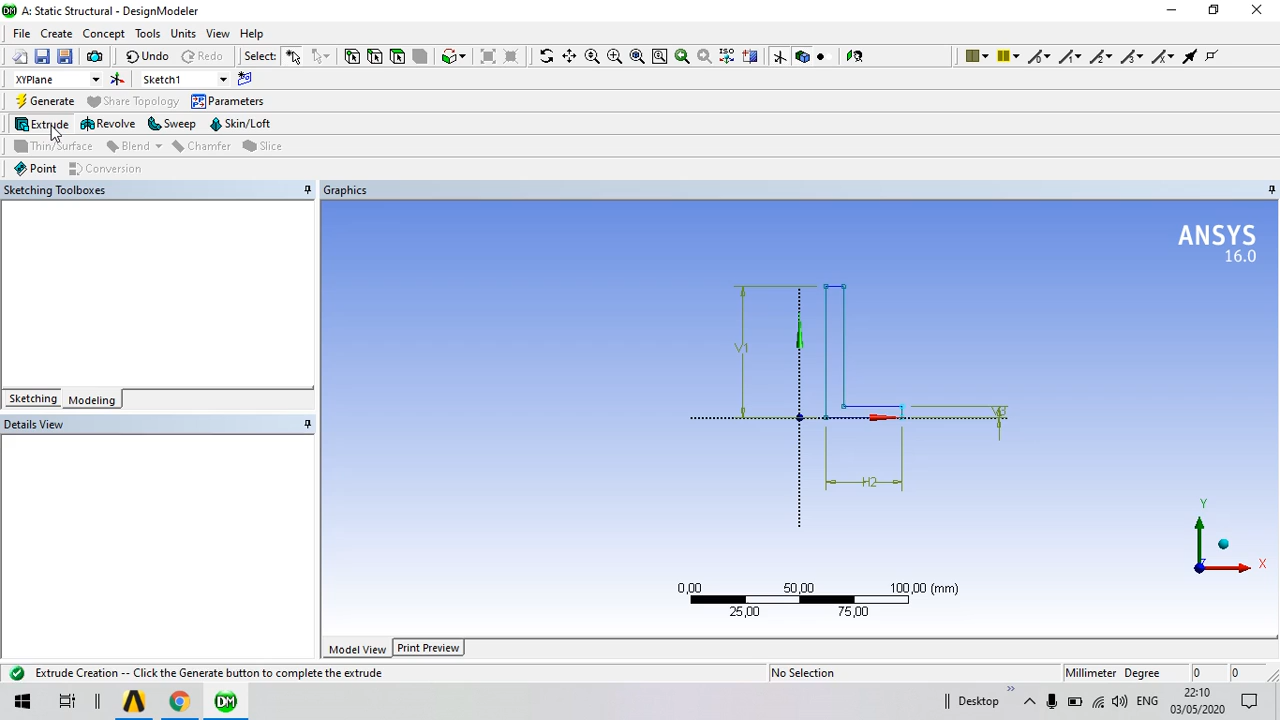 A: Static Structural - DesignModeler
File Create Concept Tools Units View Help
Undo Redo Select:
XYPlane Sketch1
Generate Share Topology Parameters
Extrude Revolve Sweep Skin/Loft
Thin/Surface Blend Chamfer Slice
Point Conversion
Sketching Toolboxes
Graphics
ANSYS
16.0
V1
H2
Sketching Modeling
Details View
Y
X
0,00 50,00 100,00 (mm)
25,00 75,00
Model View Print Preview
Extrude Creation -- Click the Generate button to complete the extrude No Selection Millimeter Degree 0 0
Desktop ENG 22:10
03/05/2020